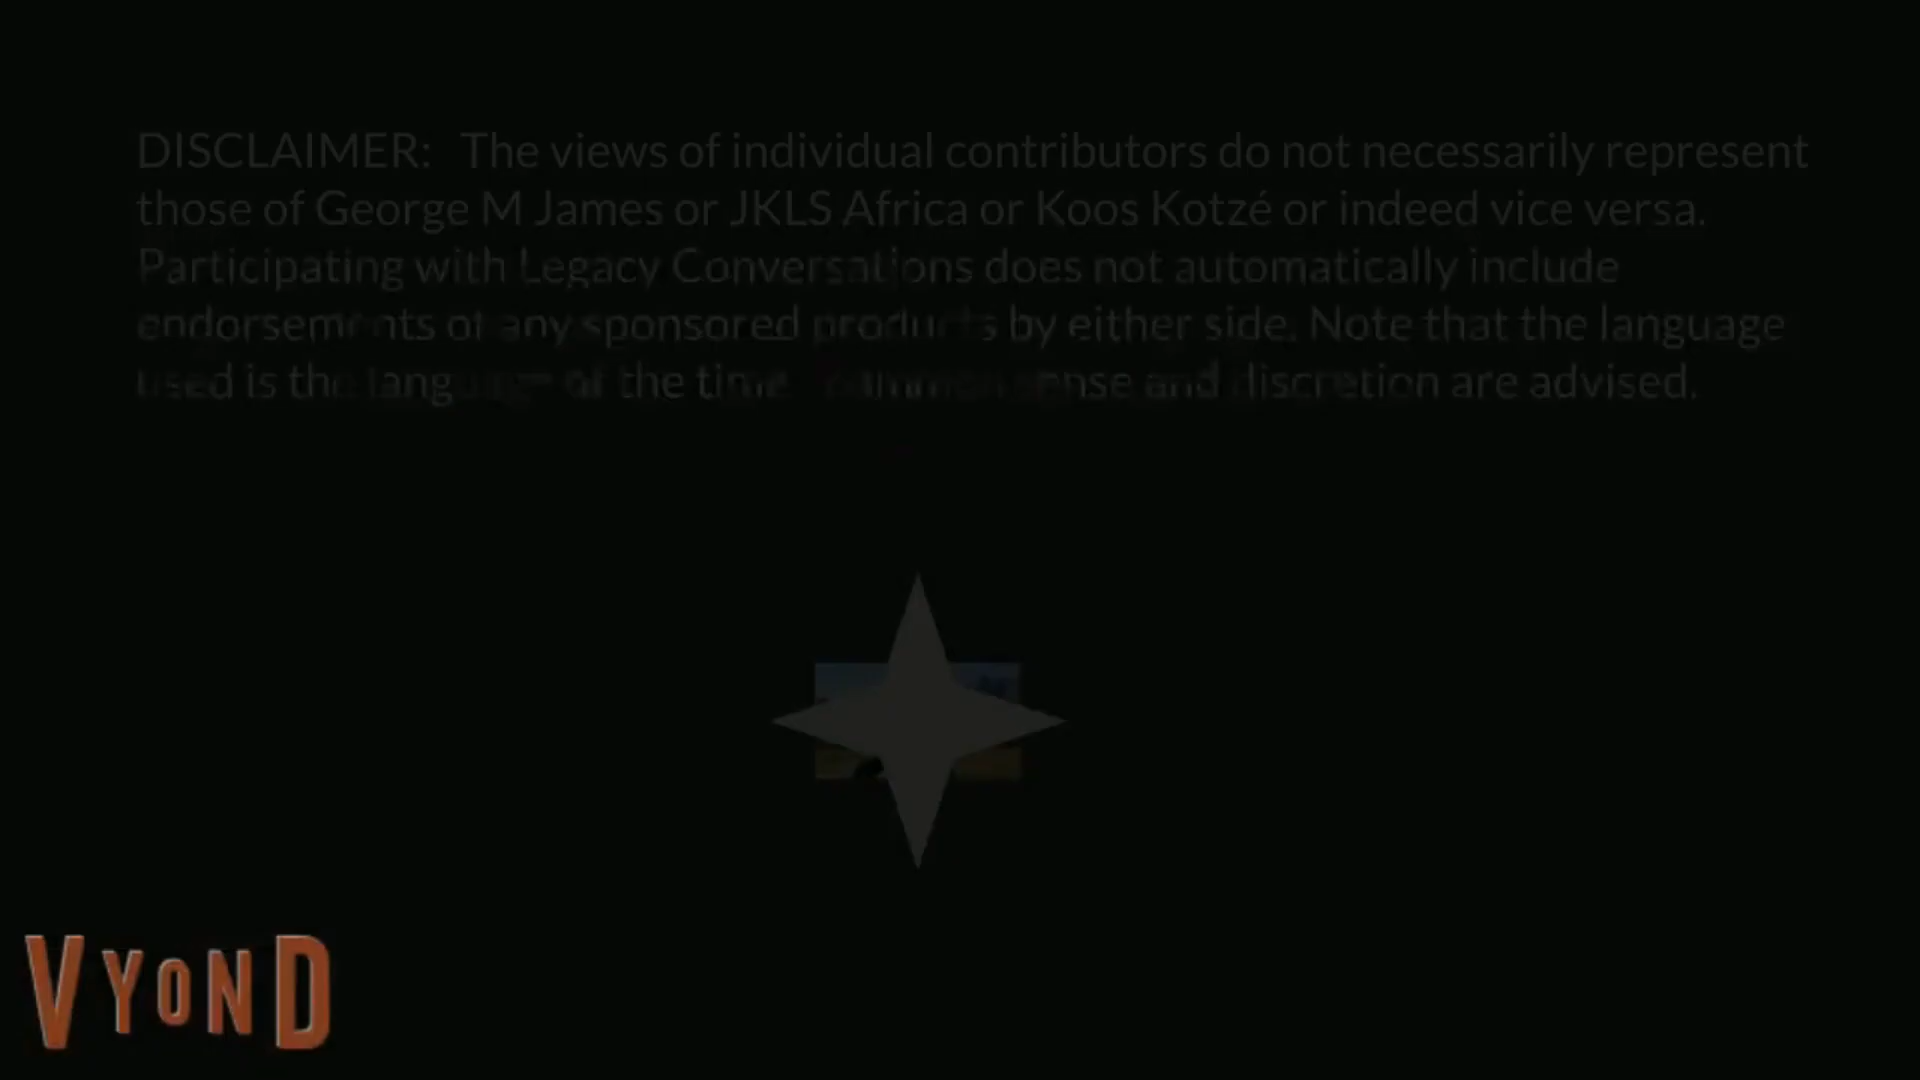 DISCLAIMER: The views of individual contributors do not necessarily represent
those of George M James or JKLS Africa or Koos Kotzé or indeed vice versa.
Participating with Legacy Conversations does not automatically include
endorsements of any sponsored products by either side. Note that the language
used is the language of the time common sense and discretion are advised.
VYOND